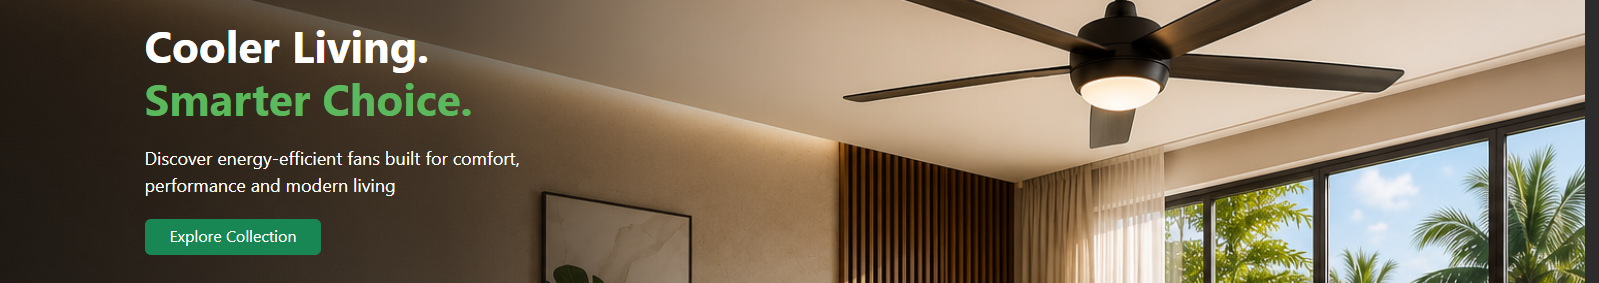 Cooler Living.
Smarter Choice.
Discover energy-efficient fans built for comfort,
performance and modern living
Explore Collection